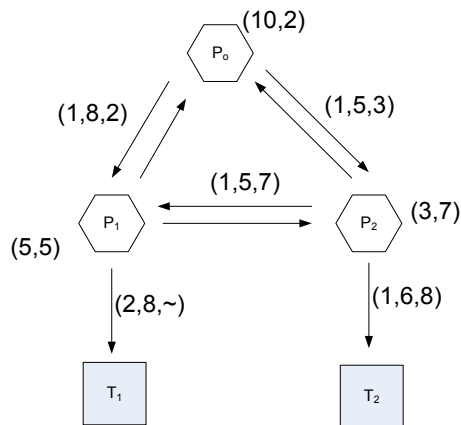 (10,2)
Pₒ
(1,8,2)
(1,5,3)
(1,5,7)
P₁
P₂
(3,7)
(5,5)
(2,8,~)
(1,6,8)
T₁
T₂